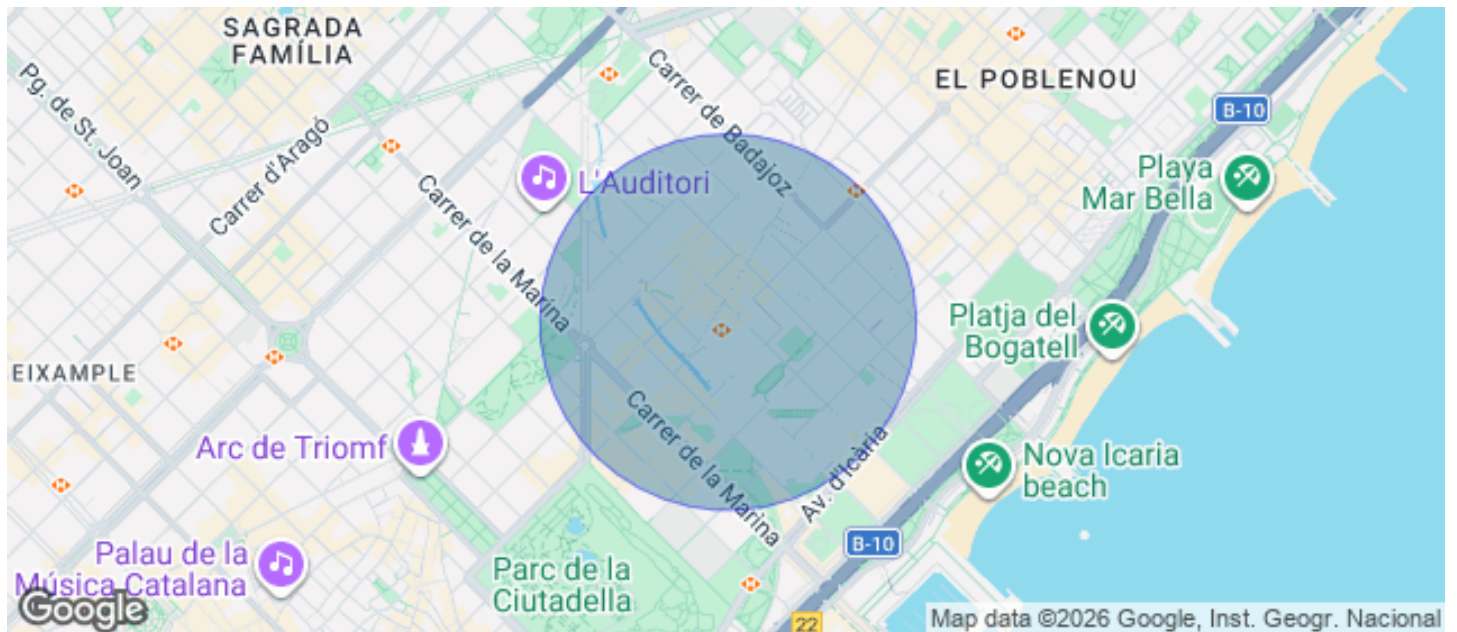 SAGRADA
FAMÍLIA
Pg. de St. Joan
Carrer d'Aragó
Carrer de Badajoz
EL POBLENOU
B-10
L'Auditori
Playa
Mar Bella
Carrer de la Marina
Platja del
Bogatell
EIXAMPLE
Arc de Triomf
Carrer de la Marina
Av. d'Icària
Nova Icaria
beach
B-10
Palau de la
Música Catalana
Parc de la
Ciutadella
Google
22
Map data ©2026 Google, Inst. Geogr. Nacional